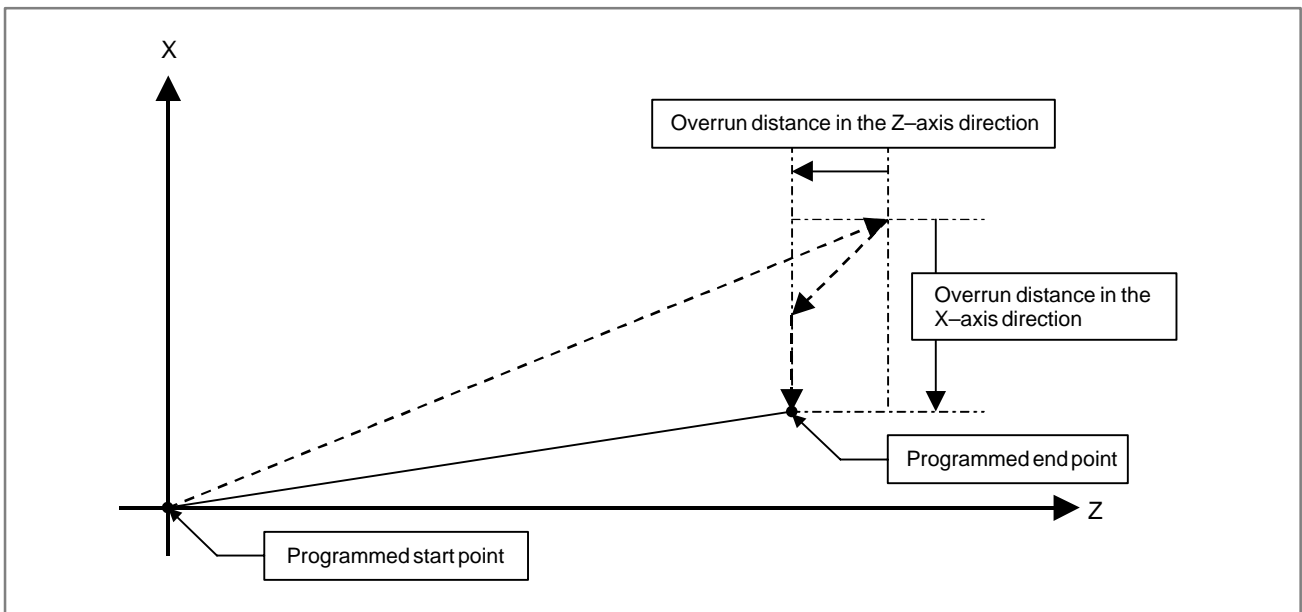 X
Overrun distance in the Z–axis direction
Overrun distance in the
X–axis direction
Programmed end point
Z
Programmed start point